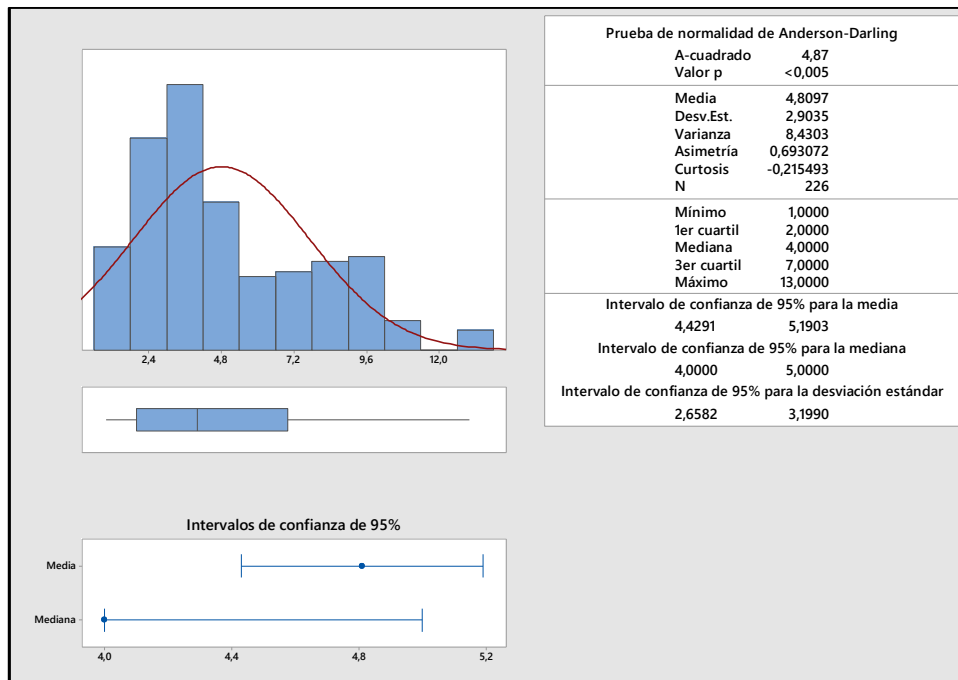 2,4 4,8 7,2 9,6 12,0
Intervalos de confianza de 95%
Media
Mediana
4,0 4,4 4,8 5,2
Prueba de normalidad de Anderson-Darling
A-cuadrado 4,87
Valor p <0,005
Media 4,8097
Desv.Est. 2,9035
Varianza 8,4303
Asimetría 0,693072
Curtosis -0,215493
N 226
Mínimo 1,0000
1er cuartil 2,0000
Mediana 4,0000
3er cuartil 7,0000
Máximo 13,0000
Intervalo de confianza de 95% para la media
4,4291 5,1903
Intervalo de confianza de 95% para la mediana
4,0000 5,0000
Intervalo de confianza de 95% para la desviación estándar
2,6582 3,1990